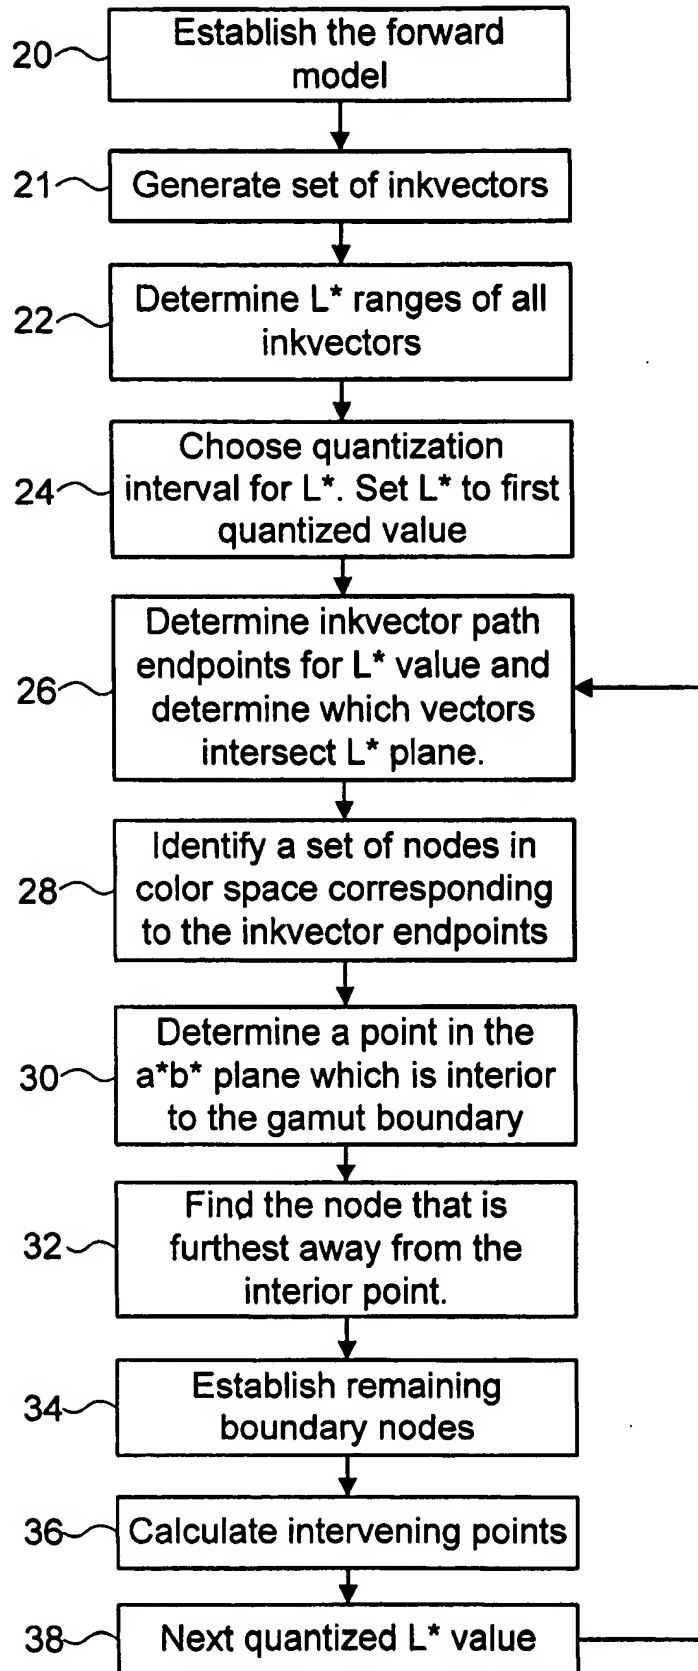 20
Establish the forward
model
21
Generate set of inkvectors
22
Determine L* ranges of all
inkvectors
24
Choose quantization
interval for L*. Set L* to first
quantized value
26
Determine inkvector path
endpoints for L* value and
determine which vectors
intersect L* plane.
28
Identify a set of nodes in
color space corresponding
to the inkvector endpoints
30
Determine a point in the
a*b* plane which is interior
to the gamut boundary
32
Find the node that is
furthest away from the
interior point.
34
Establish remaining
boundary nodes
36
Calculate intervening points
38
Next quantized L* value